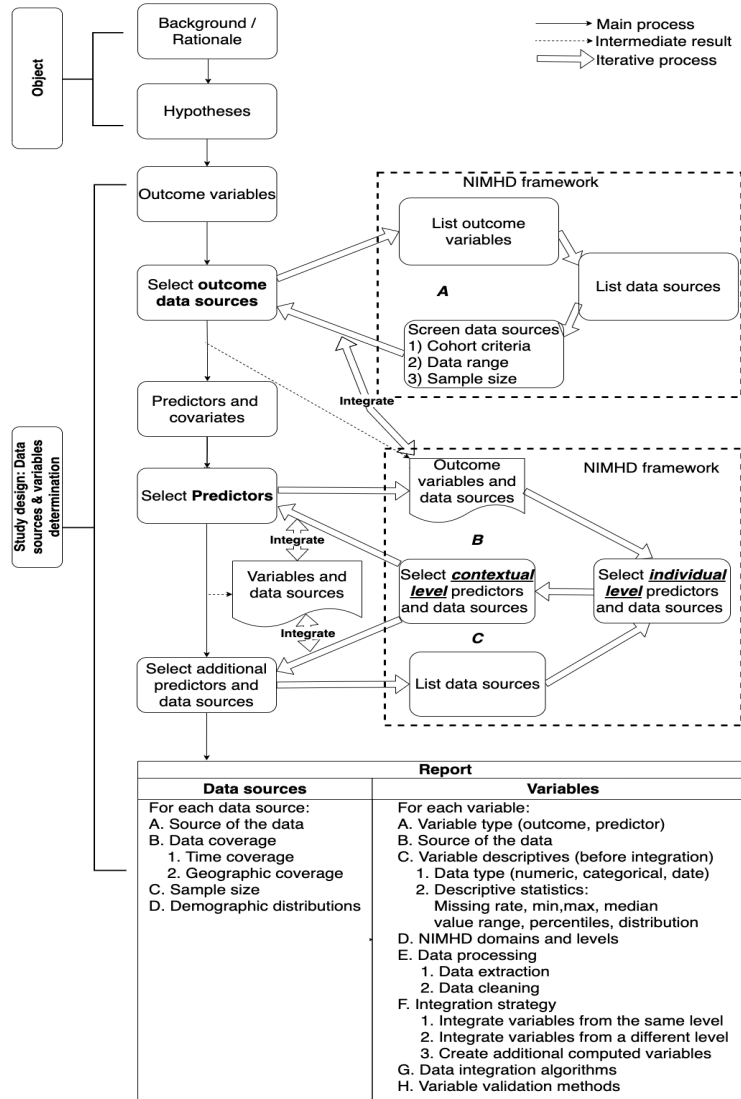 Background /
Rationale
Main process
Intermediate result
Iterative process
Object
Hypotheses
Outcome variables
NIMHD framework
List outcome
variables
Select outcome
data sources
A
List data sources
Screen data sources
1) Cohort criteria
2) Data range
3) Sample size
Integrate
Predictors and
covariates
Study design: Data
sources & variables
determination
Outcome
variables and
data sources
NIMHD framework
Select Predictors
B
Integrate
Variables and
data sources
Select contextual
level predictors
and data sources
Select individual
level predictors
and data sources
Integrate
C
Select additional
predictors and
data sources
List data sources
Report
Data sources
For each data source:
A. Source of the data
B. Data coverage
1. Time coverage
2. Geographic coverage
C. Sample size
D. Demographic distributions
Variables
For each variable:
A. Variable type (outcome, predictor)
B. Source of the data
C. Variable descriptives (before integration)
1. Data type (numeric, categorical, date)
2. Descriptive statistics:
Missing rate, min,max, median
value range, percentiles, distribution
D. NIMHD domains and levels
E. Data processing
1. Data extraction
2. Data cleaning
F. Integration strategy
1. Integrate variables from the same level
2. Integrate variables from a different level
3. Create additional computed variables
G. Data integration algorithms
H. Variable validation methods